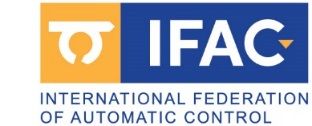 IFAC
INTERNATIONAL FEDERATION
OF AUTOMATIC CONTROL